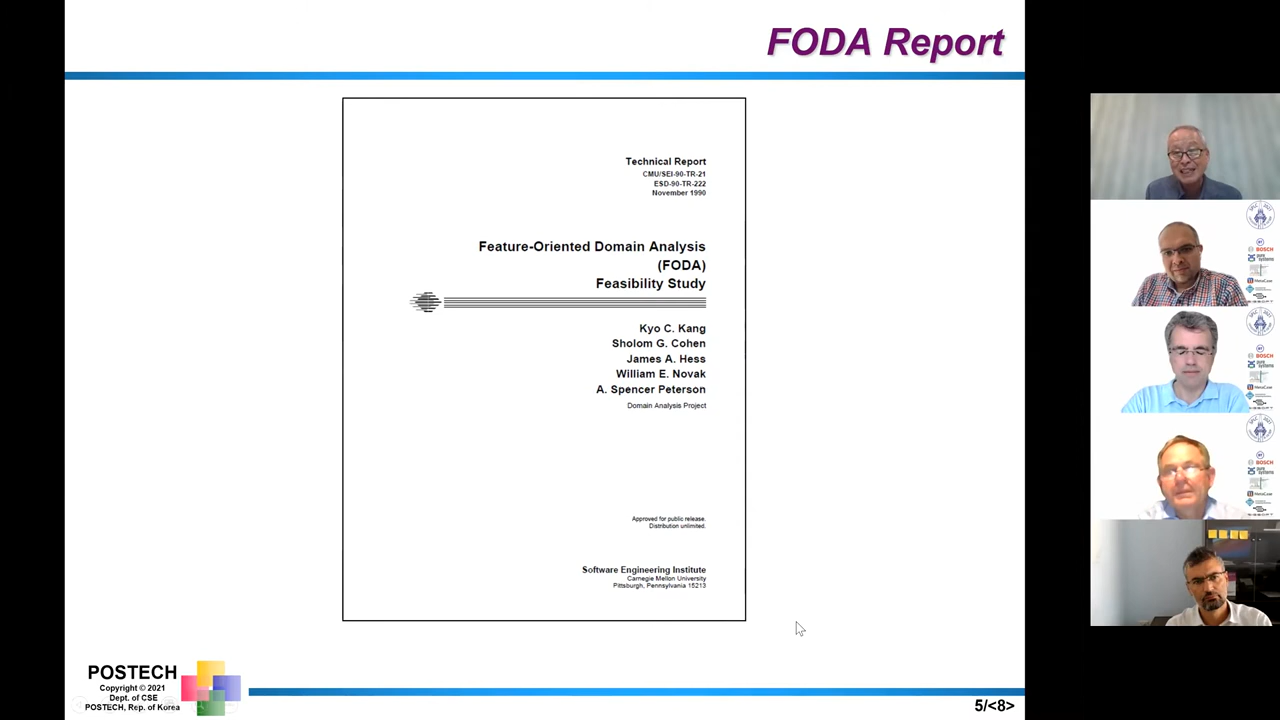 FODA Report
Technical Report
CMU/SEI-90-TR-21
ESD-90-TR-222
November 1990
Feature-Oriented Domain Analysis
(FODA)
Feasibility Study
Kyo C. Kang
Sholom G. Cohen
James A. Hess
William E. Novak
A. Spencer Peterson
Domain Analysis Project
Approved for public release.
Distribution unlimited.
Software Engineering Institute
Carnegie Mellon University
Pittsburgh, Pennsylvania 15213
POSTECH
Copyright © 2021
Dept. of CSE
POSTECH, Rep. of Korea
5/<8>
BOSCH
BOSCH
BOSCH